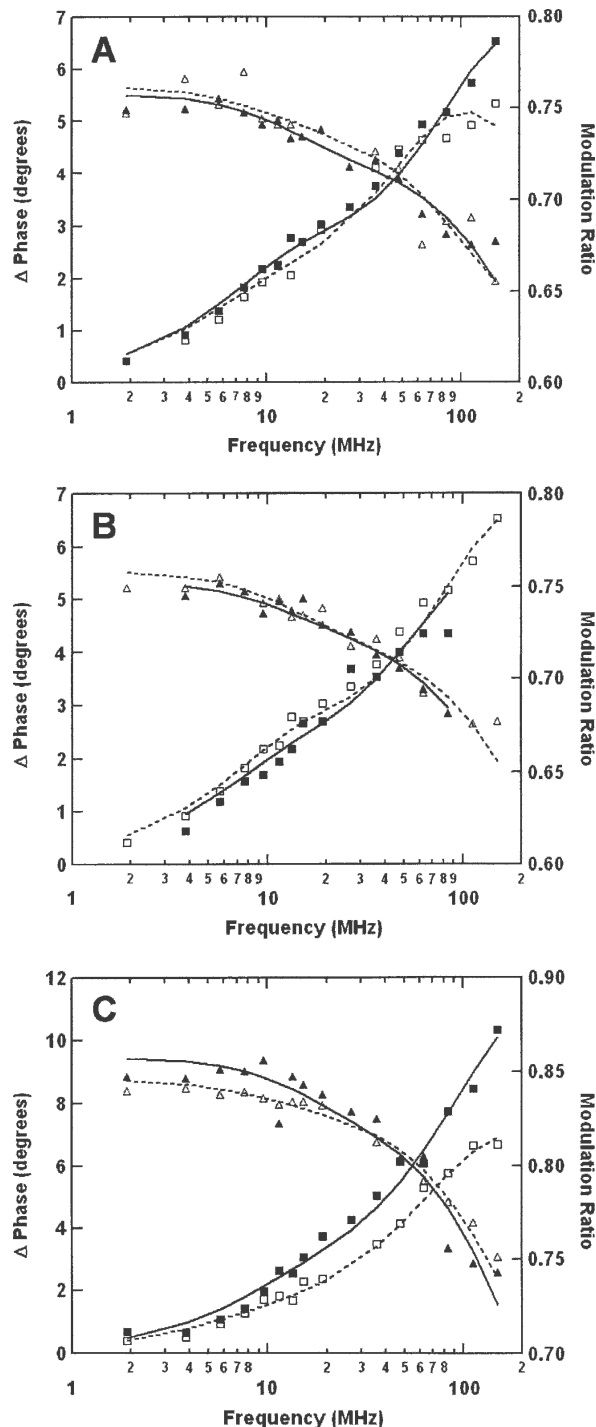 A
7
6
5
4
3
2
1
0
Δ Phase (degrees)
0.80
0.75
0.70
0.65
0.60
Modulation Ratio
1 2 3 4 5 6 7 8 9 10 2 3 4 5 6 7 8 9 100 2
Frequency (MHz)
B
7
6
5
4
3
2
1
0
Δ Phase (degrees)
0.80
0.75
0.70
0.65
0.60
Modulation Ratio
1 2 3 4 5 6 7 8 9 10 2 3 4 5 6 7 8 9 100 2
Frequency (MHz)
C
12
10
8
6
4
2
0
Δ Phase (degrees)
0.90
0.85
0.80
0.75
0.70
Modulation Ratio
1 2 3 4 5 6 7 8 10 2 3 4 5 6 7 8 100 2
Frequency (MHz)